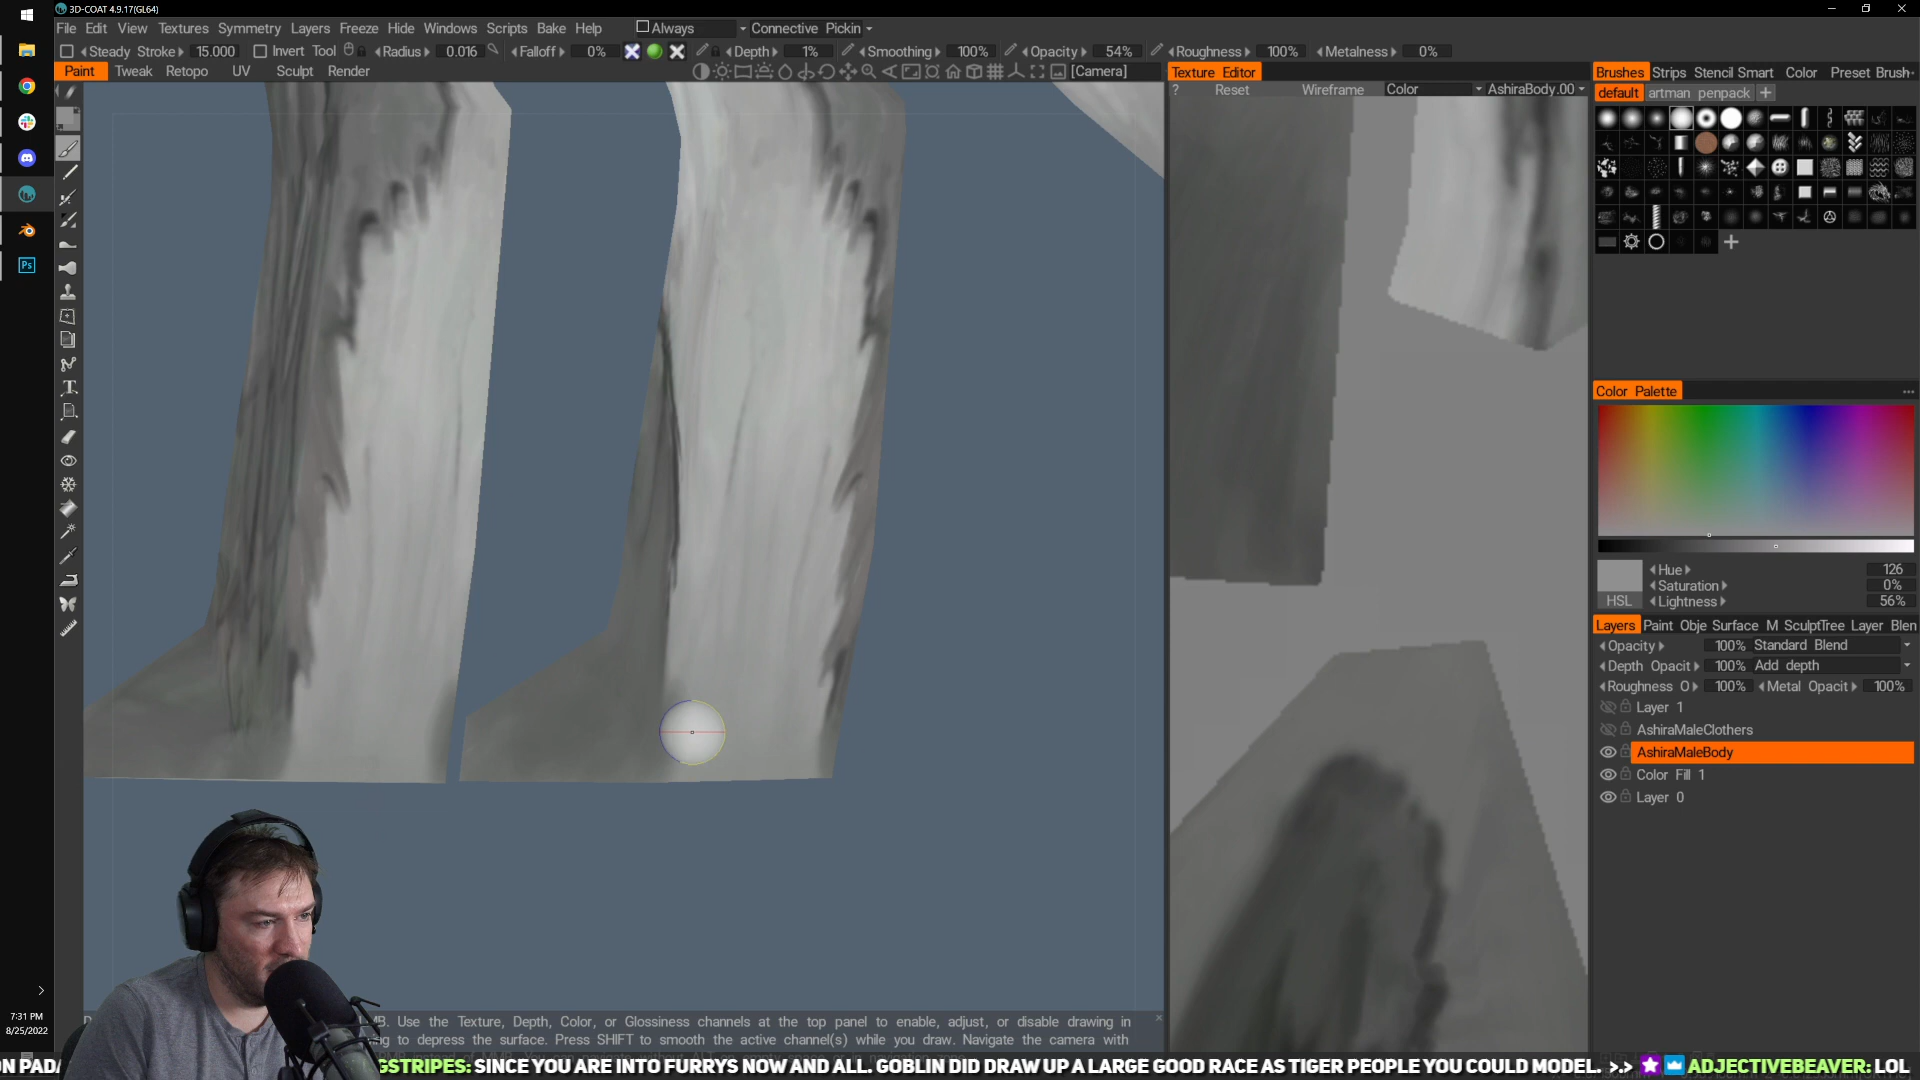 3D-COAT 4.9.17(GL64)
File Edit View Textures Symmetry Layers Freeze Hide Windows Scripts Bake Help Always Connective Pickin
Steady Stroke 15.000 Invert Tool Radius 0.016 Falloff 0% Depth 1% Smoothing 100% Opacity 54% Roughness 100% Metalness 0%
Paint Tweak Retopo UV Sculpt Render [Camera]
Texture Editor
? Reset Wireframe Color AshiraBody.00
Brushes Strips Stencil Smart Color Preset Brush
default artman penpack
Color Palette
Hue 126
Saturation 0%
HSL Lightness 56%
Layers Paint Obje Surface M SculptTree Layer Blen
Opacity 100% Standard Blend
Depth Opacit 100% Add depth
Roughness O 100% Metal Opacit 100%
Layer 1
AshiraMaleClothers
AshiraMaleBody
Color Fill 1
Layer 0
Ps
7:31 PM
8/25/2022
MB. Use the Texture, Depth, Color, or Glossiness channels at the top panel to enable, adjust, or disable drawing in
to depress the surface. Press SHIFT to smooth the active channel(s) while you draw. Navigate the camera with
ON PADA GSTRIPES: SINCE YOU ARE INTO FURRYS NOW AND ALL. GOBLIN DID DRAW UP A LARGE GOOD RACE AS TIGER PEOPLE YOU COULD MODEL. >> ADJECTIVEBEAVER: LOL